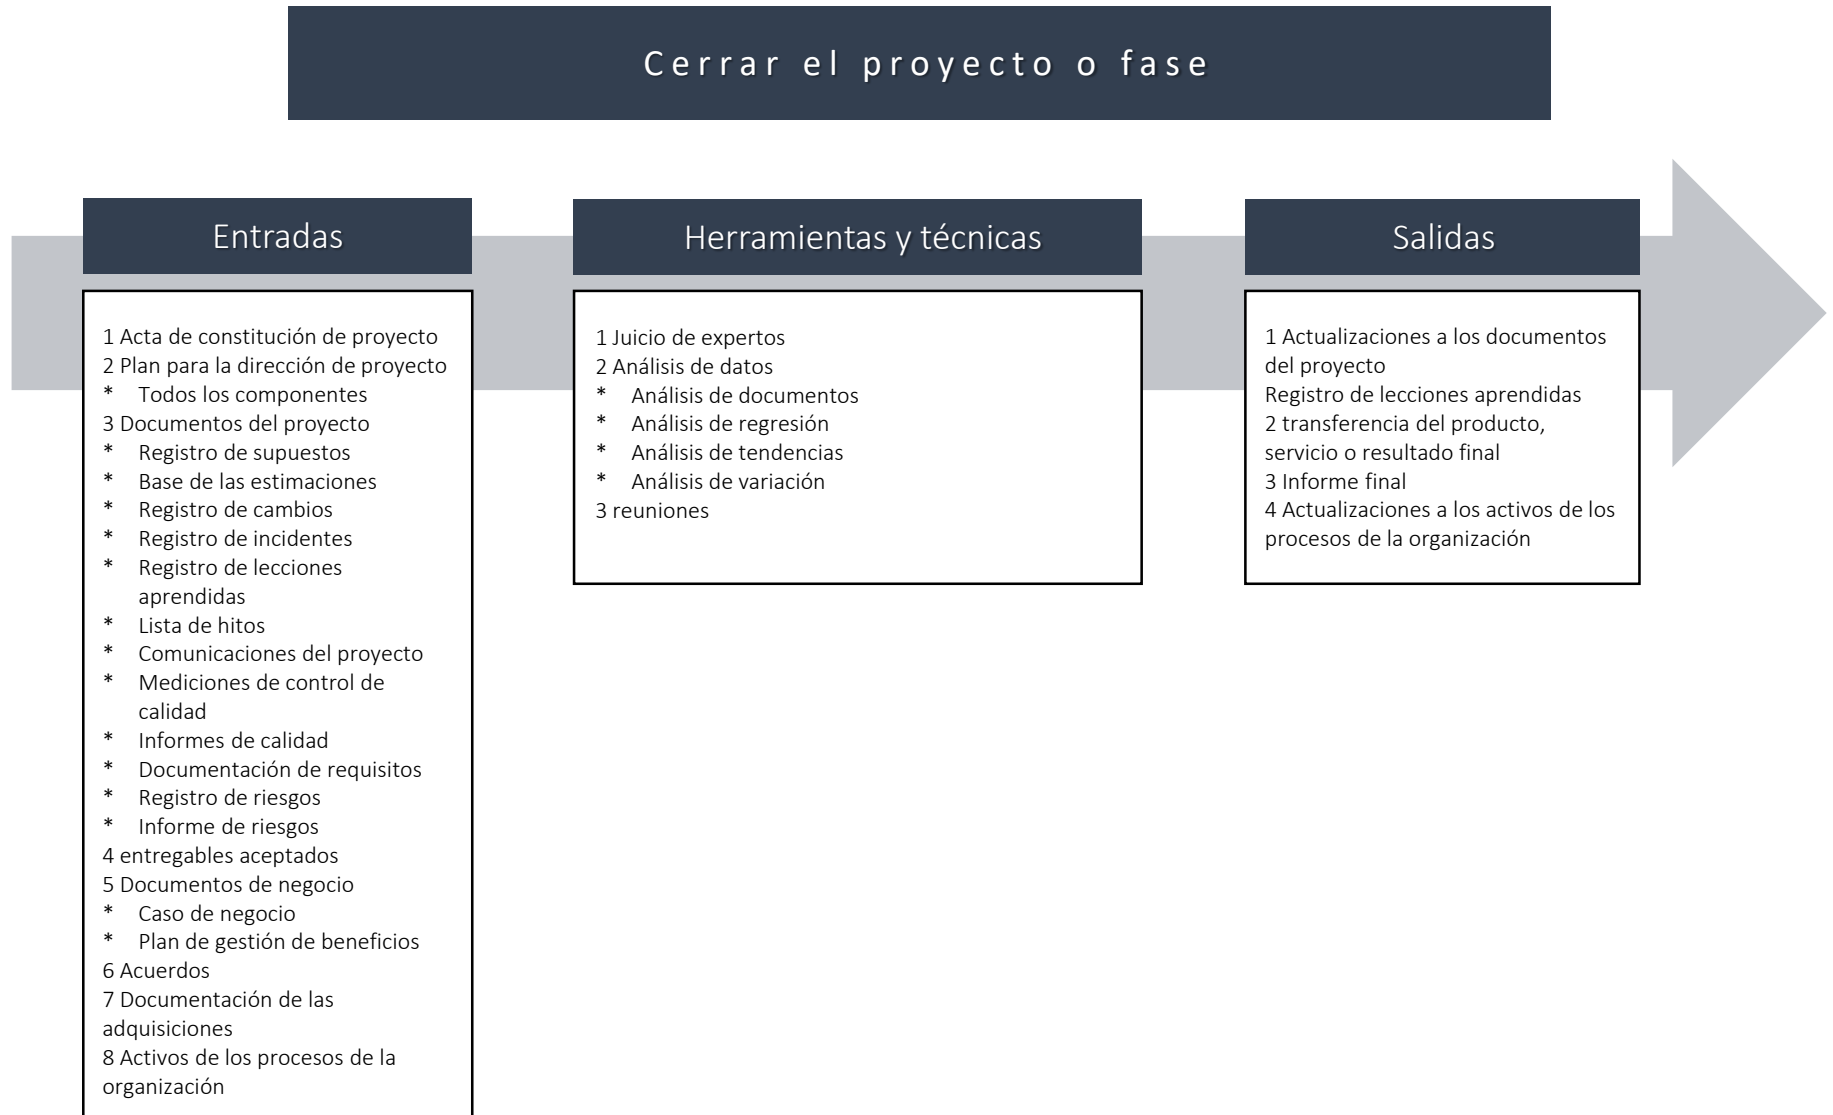 Cerrar el proyecto o fase
Entradas
1 Acta de constitución de proyecto
2 Plan para la dirección de proyecto
* Todos los componentes
3 Documentos del proyecto
* Registro de supuestos
* Base de las estimaciones
* Registro de cambios
* Registro de incidentes
* Registro de lecciones
aprendidas
* Lista de hitos
* Comunicaciones del proyecto
* Mediciones de control de
calidad
* Informes de calidad
* Documentación de requisitos
* Registro de riesgos
* Informe de riesgos
4 entregables aceptados
5 Documentos de negocio
* Caso de negocio
* Plan de gestión de beneficios
6 Acuerdos
7 Documentación de las
adquisiciones
8 Activos de los procesos de la
organización
Herramientas y técnicas
1 Juicio de expertos
2 Análisis de datos
* Análisis de documentos
* Análisis de regresión
* Análisis de tendencias
* Análisis de variación
3 reuniones
Salidas
1 Actualizaciones a los documentos
del proyecto
Registro de lecciones aprendidas
2 transferencia del producto,
servicio o resultado final
3 Informe final
4 Actualizaciones a los activos de los
procesos de la organización